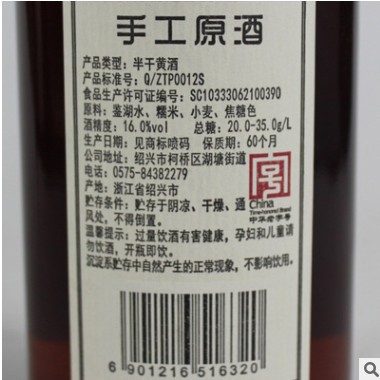 手工原酒
产品类型: 半干黄酒
产品标准号: Q/ZTP0012S
食品生产许可证编号: SC10333062100390
原料: 鉴湖水、糯米、小麦、焦糖色
酒精度: 16.0%vol 总糖: 20.0-35.0g/L
生产日期: 见商标喷码 保质期: 60个月
公司地址: 绍兴市柯桥区湖塘街道
电话: 0575-84382279
产地: 浙江省绍兴市
贮存条件: 贮存于阴凉、干燥、通
风处, 不得倒置。
温馨提示: 过量饮酒有害健康, 孕妇和儿童请
勿饮酒, 开瓶即饮。
沉淀系贮存中自然产生的正常现象, 不影响饮用。
China
Time-honored Brand
中华老字号
6 901216 516320